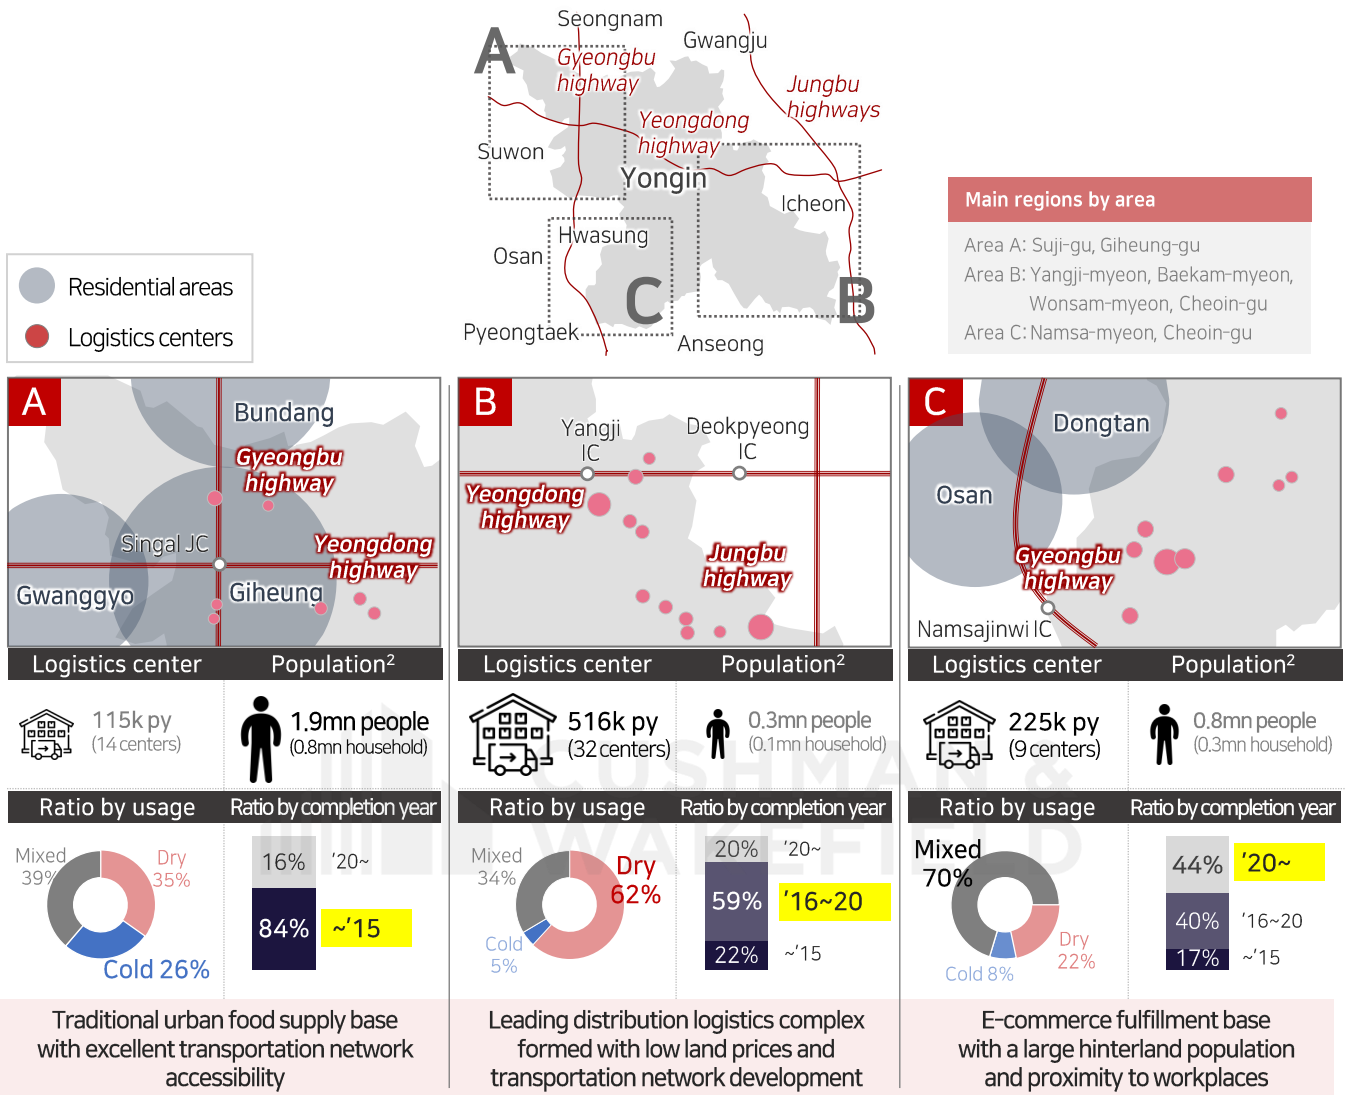 Seongnam
Gwangju
A
Gyeongbu
highway
Jungbu
highways
Yeongdong
highway
Suwon
Yongin
Icheon
Hwasung
Osan
C
B
Pyeongtaek
Anseong
Main regions by area
Area A: Suji-gu, Giheung-gu
Area B: Yangji-myeon, Baekam-myeon,
Wonsam-myeon, Cheoin-gu
Area C: Namsa-myeon, Cheoin-gu
Residential areas
Logistics centers
A
Bundang
Gyeongbu
highway
Singal JC
Yeongdong
highway
Gwanggyo
Giheung
Logistics center
Population2
115k py
(14 centers)
1.9mn people
(0.8mn household)
Ratio by usage
Ratio by completion year
Mixed
39%
Dry
35%
Cold 26%
16%
'20~
84%
~'15
Traditional urban food supply base
with excellent transportation network
accessibility
B
Yangji
IC
Deokpyeong
IC
Yeongdong
highway
Jungbu
highway
Logistics center
Population2
516k py
(32 centers)
0.3mn people
(0.1mn household)
Ratio by usage
Ratio by completion year
Mixed
34%
Dry
62%
Cold
5%
20%
'20~
59%
'16~20
22%
~'15
Leading distribution logistics complex
formed with low land prices and
transportation network development
C
Dongtan
Osan
Gyeongbu
highway
Namsajinwi IC
Logistics center
Population2
225k py
(9 centers)
0.8mn people
(0.3mn household)
Ratio by usage
Ratio by completion year
Mixed
70%
Dry
22%
Cold 8%
44%
'20~
40%
'16~20
17%
~'15
E-commerce fulfillment base
with a large hinterland population
and proximity to workplaces
CUSHMAN &
WAKEFIELD